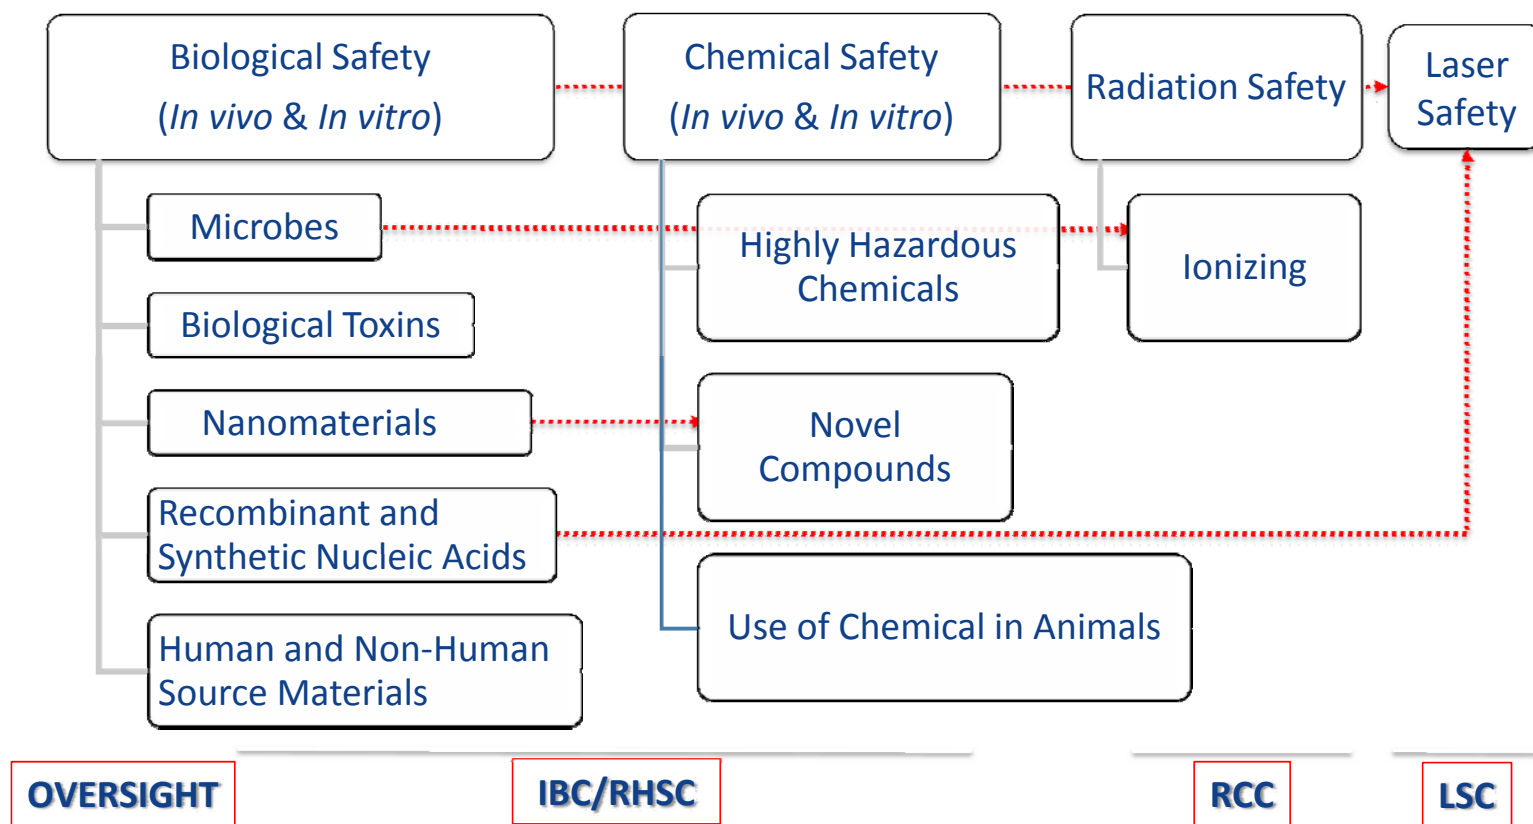 Biological Safety
(In vivo & In vitro)
Chemical Safety
(In vivo & In vitro)
Radiation Safety
Laser
Safety
Microbes
Biological Toxins
Nanomaterials
Recombinant and
Synthetic Nucleic Acids
Human and Non-Human
Source Materials
Highly Hazardous
Chemicals
Novel
Compounds
Use of Chemical in Animals
Ionizing
OVERSIGHT
IBC/RHSC
RCC
LSC